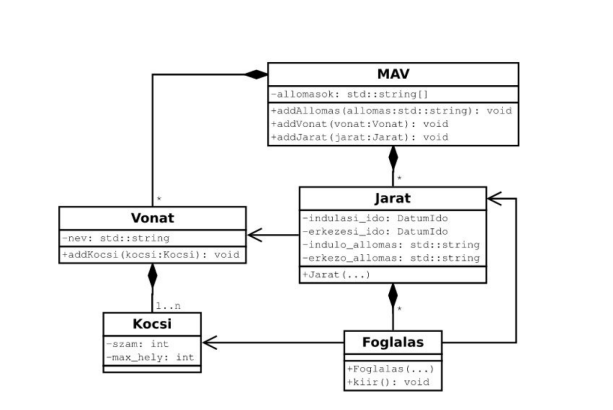 MAV
-allomasok: std::string[]
+addAllomas(allomas:std::string): void
+addVonat(vonat:Vonat): void
+addJarat(jarat:Jarat): void
*
*
Jarat
-indulasi_ido: DatumIdo
-erkezesi_ido: DatumIdo
-indulo_allomas: std::string
-erkezo_allomas: std::string
+Jarat(...)
Vonat
-nev: std::string
+addKocsi(kocsi:Kocsi): void
1..n
*
Kocsi
-szam: int
-max_hely: int
Foglalas
+Foglalas(...)
+kiir(): void